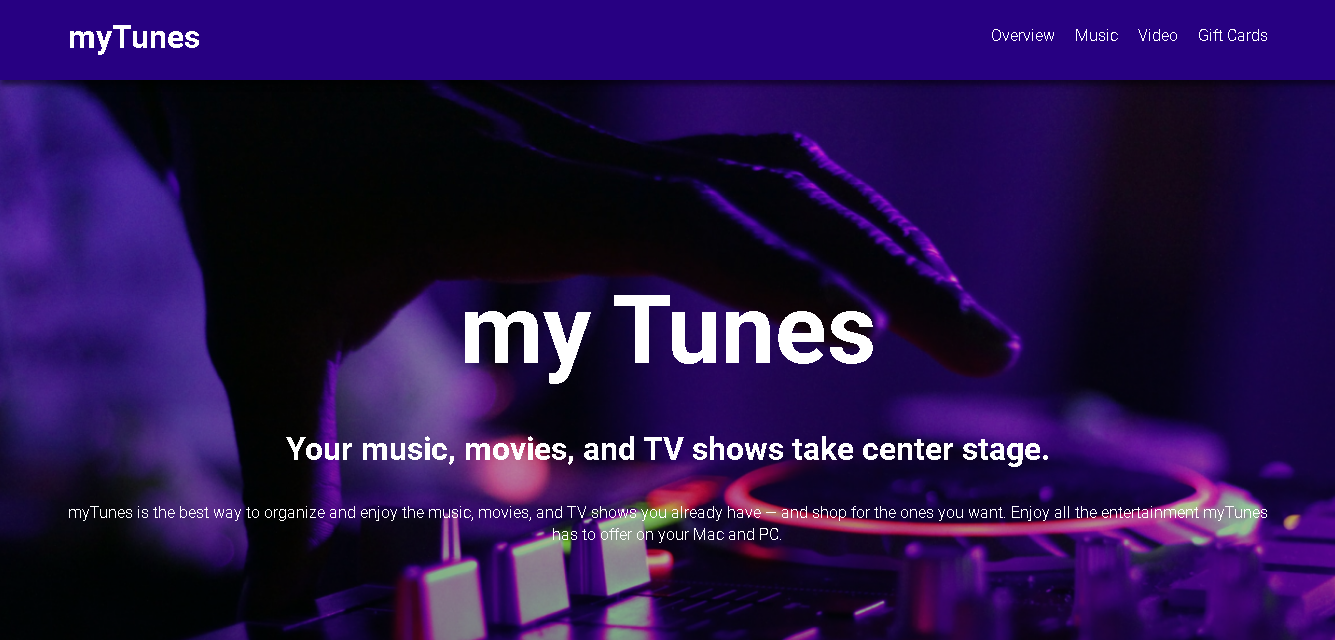 myTunes
Overview Music Video Gift Cards
my Tunes
Your music, movies, and TV shows take center stage.
myTunes is the best way to organize and enjoy the music, movies, and TV shows you already have — and shop for the ones you want. Enjoy all the entertainment myTunes
has to offer on your Mac and PC.